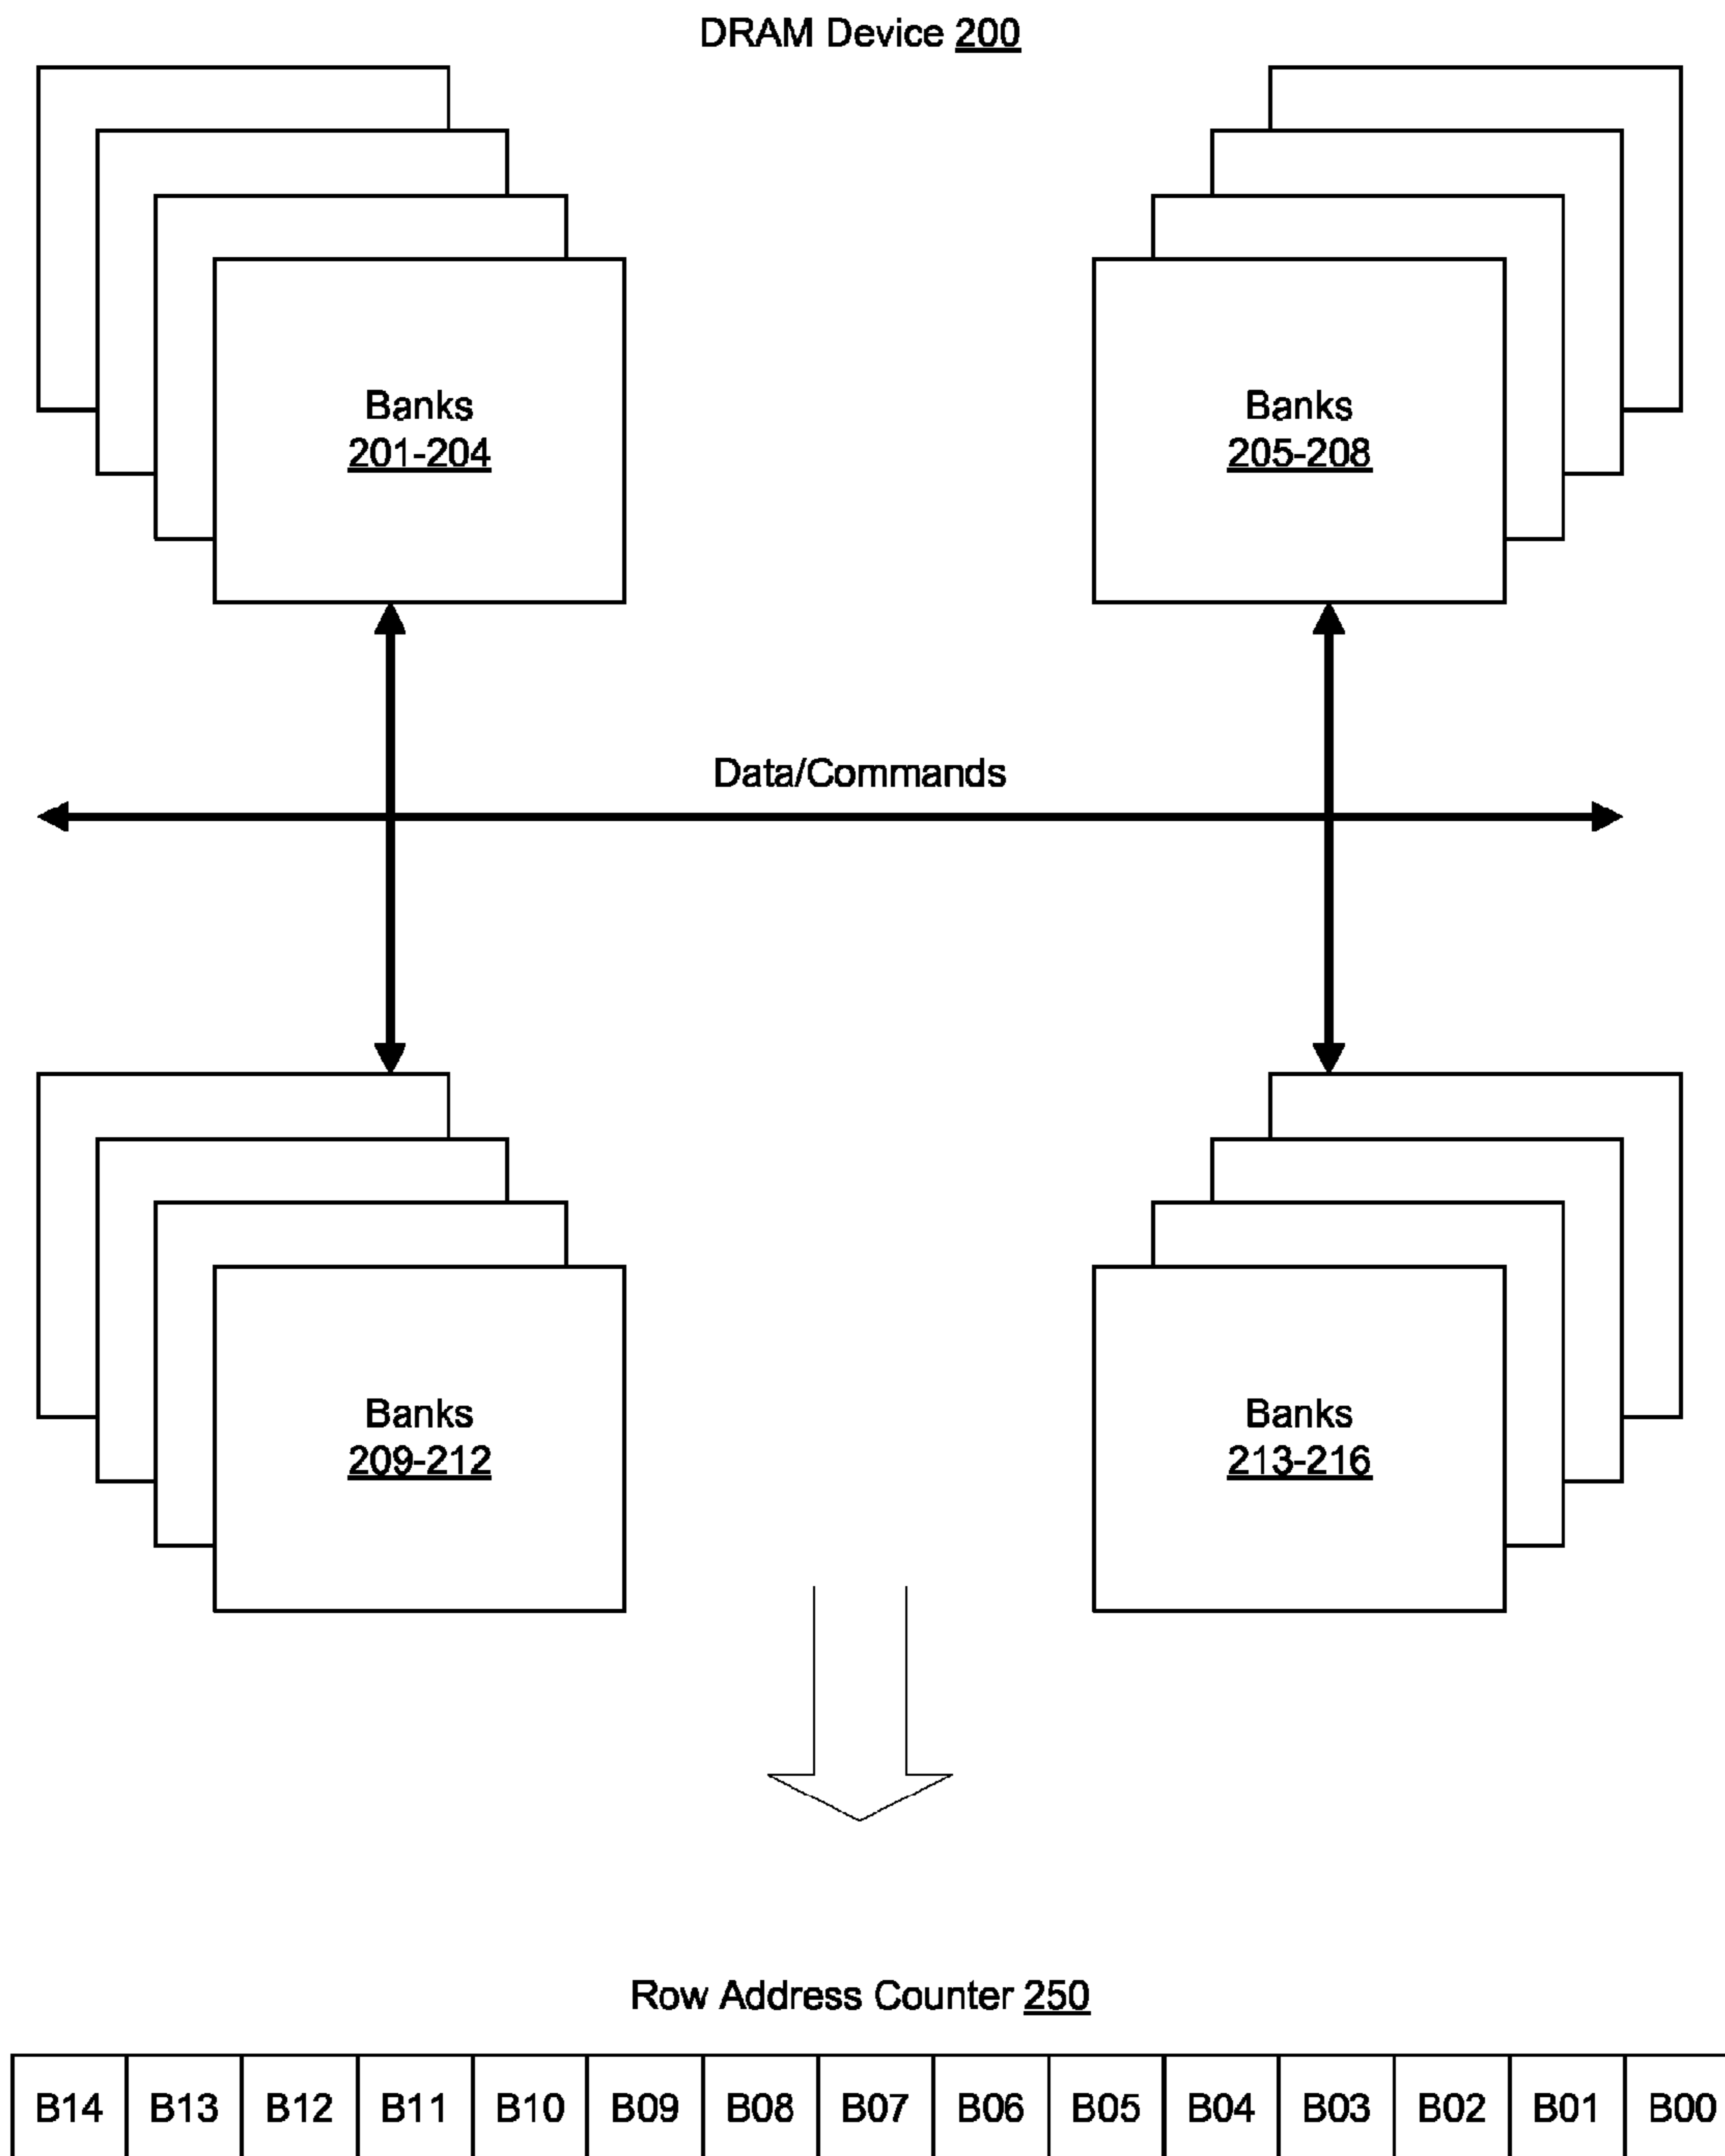 DRAM Device 200
Banks
201-204
Banks
205-208
Data/Commands
Banks
209-212
Banks
213-216
Row Address Counter 250
B14 B13 B12 B11 B10 B09 B08 B07 B06 B05 B04 B03 B02 B01 B00